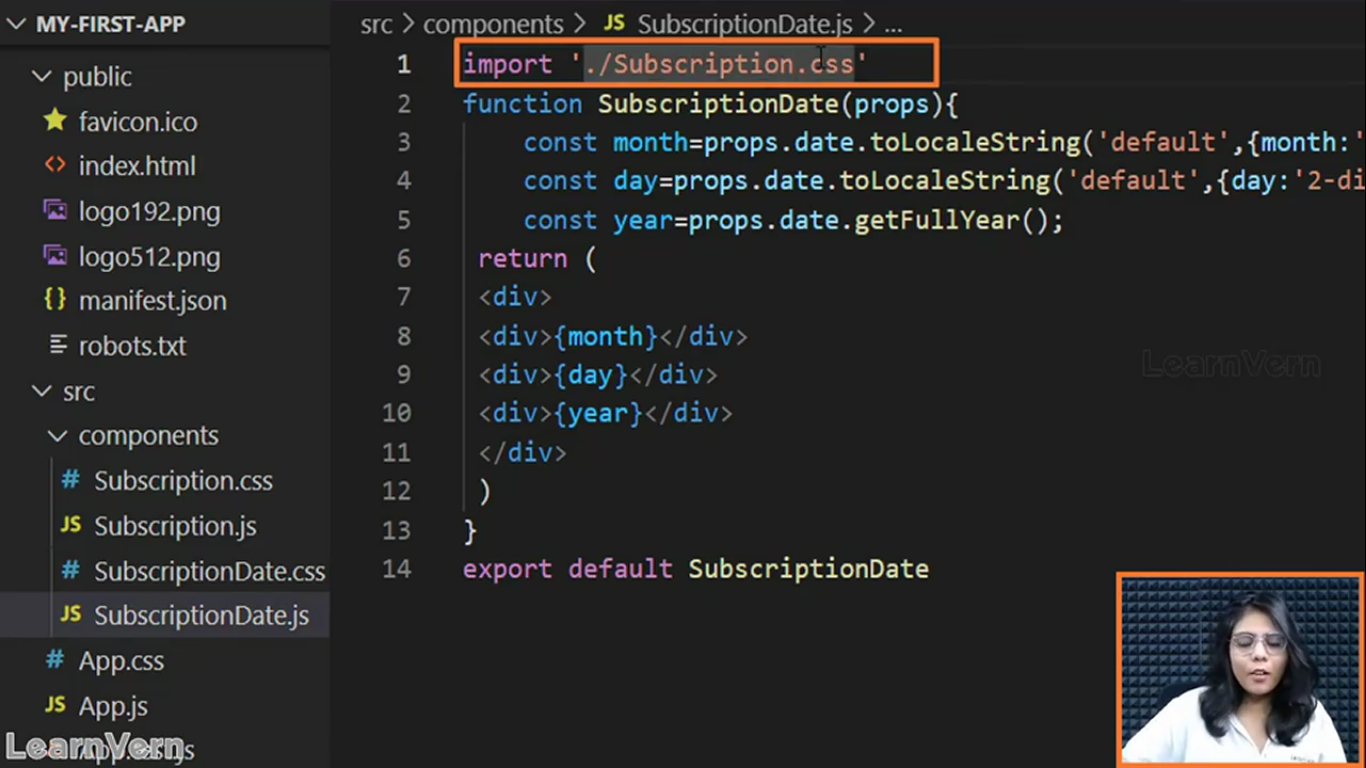 MY-FIRST-APP
public
favicon.ico
index.html
logo192.png
logo512.png
manifest.json
robots.txt
src
components
Subscription.css
Subscription.js
SubscriptionDate.css
SubscriptionDate.js
App.css
App.js
LearnVern
src > components > JS SubscriptionDate.js > ...
1 import './Subscription.css'
2 function SubscriptionDate(props){
3 const month=props.date.toLocaleString('default',{month:'
4 const day=props.date.toLocaleString('default',{day:'2-di
5 const year=props.date.getFullYear();
6 return (
7 <div>
8 <div>{month}</div>
9 <div>{day}</div>
10 <div>{year}</div>
11 </div>
12 )
13 }
14 export default SubscriptionDate
LearnVern